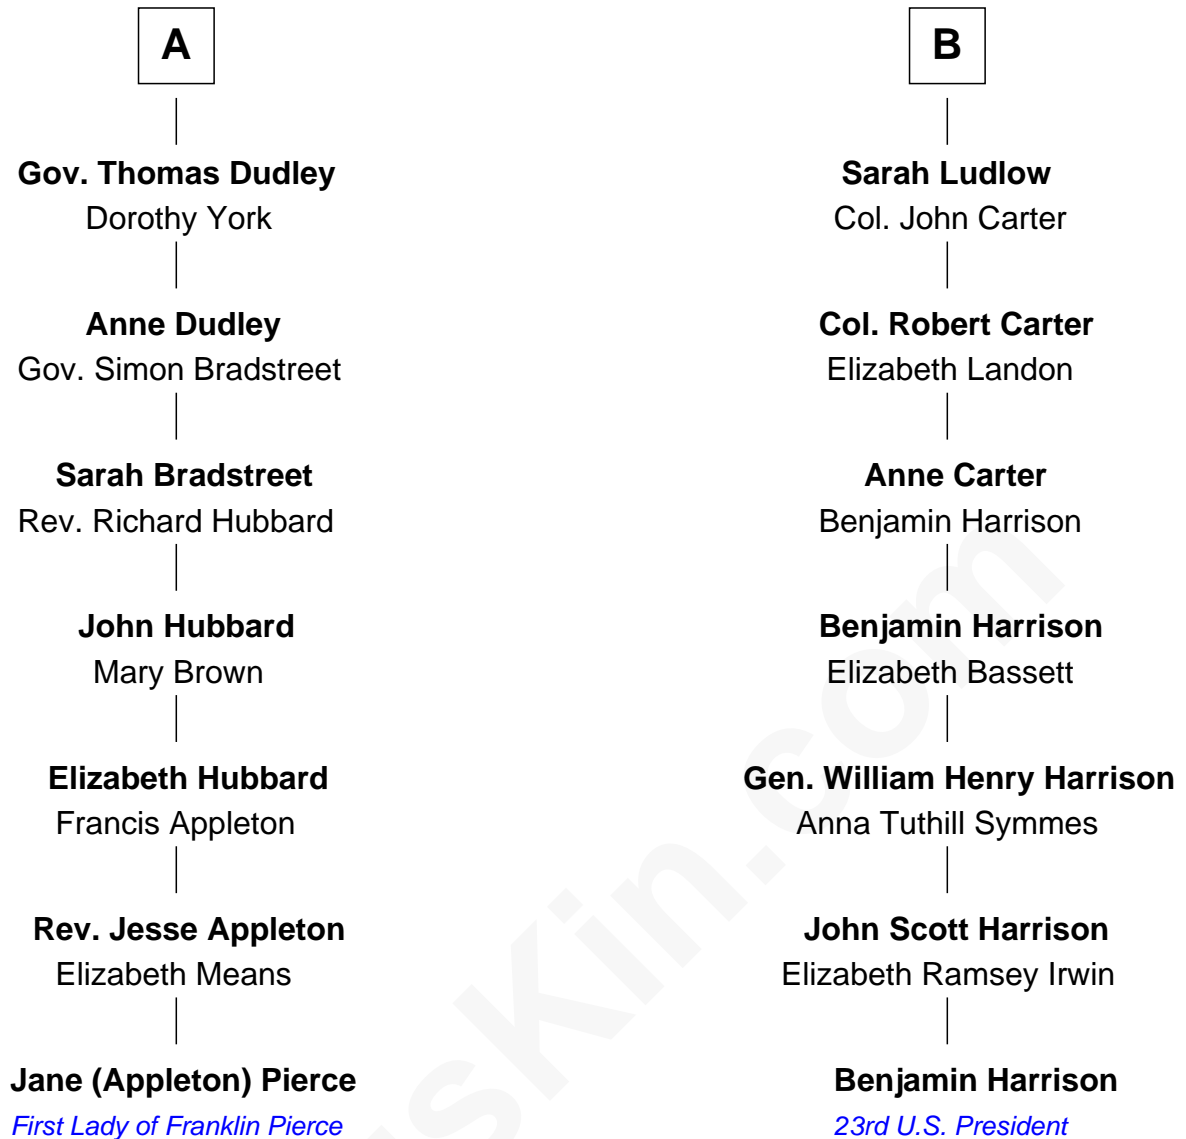 A
Gov. Thomas Dudley
Dorothy York
Anne Dudley
Gov. Simon Bradstreet
Sarah Bradstreet
Rev. Richard Hubbard
John Hubbard
Mary Brown
Elizabeth Hubbard
Francis Appleton
Rev. Jesse Appleton
Elizabeth Means
Jane (Appleton) Pierce
First Lady of Franklin Pierce
B
Sarah Ludlow
Col. John Carter
Col. Robert Carter
Elizabeth Landon
Anne Carter
Benjamin Harrison
Benjamin Harrison
Elizabeth Bassett
Gen. William Henry Harrison
Anna Tuthill Symmes
John Scott Harrison
Elizabeth Ramsey Irwin
Benjamin Harrison
23rd U.S. President
usKin.com